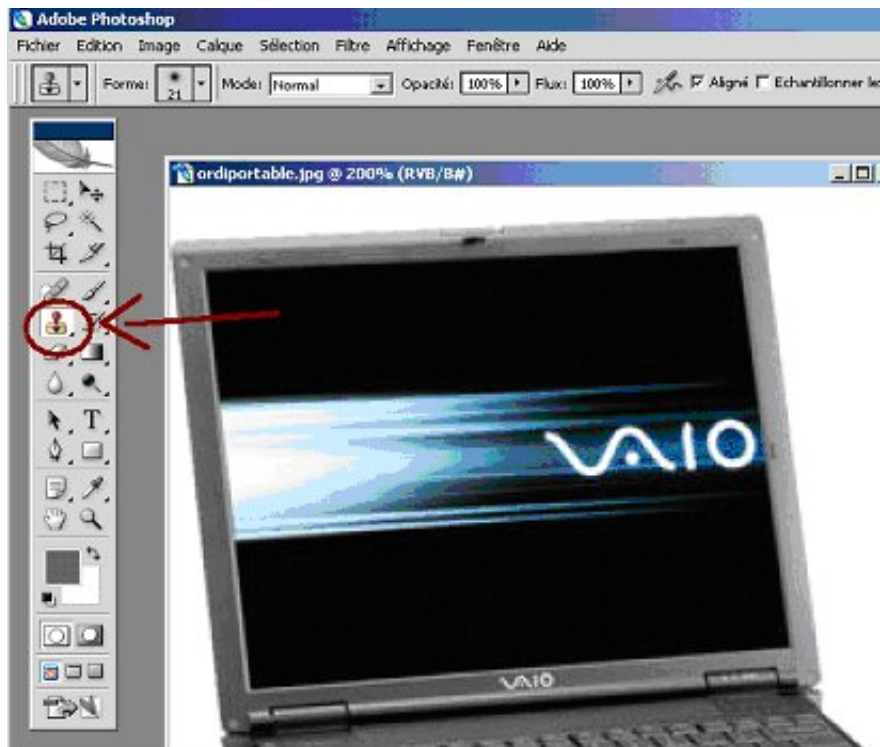 Adobe Photoshop
Fichier Edition Image Calque Sélection Filtre Affichage Fenêtre Aide
Forme: 21 Mode: Normal Opacité: 100% Flux: 100% Aligné Echantillonner le
ordiportable.jpg @ 200% (RVB/8#)
VAIO
VAIO
T